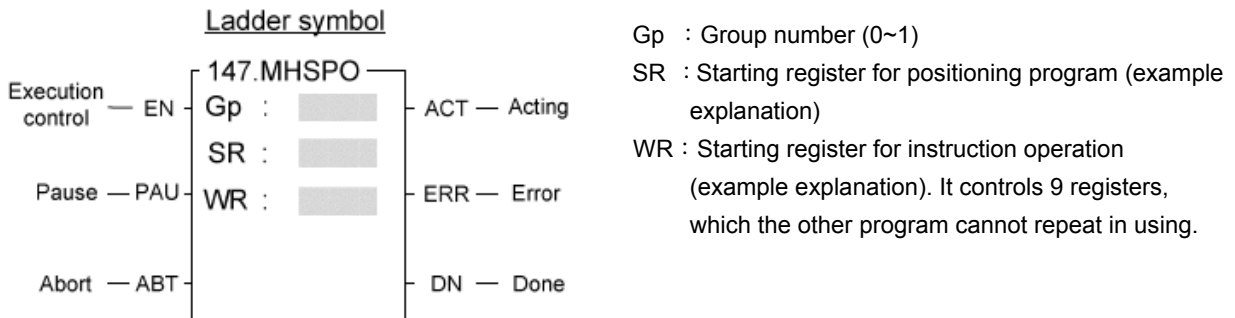 Ladder symbol
147.MHSPO
Execution control EN Gp : ACT Acting
SR :
Pause PAU WR : ERR Error
Abort ABT DN Done
Gp ：Group number (0~1)
SR ：Starting register for positioning program (example
explanation)
WR：Starting register for instruction operation
(example explanation). It controls 9 registers,
which the other program cannot repeat in using.